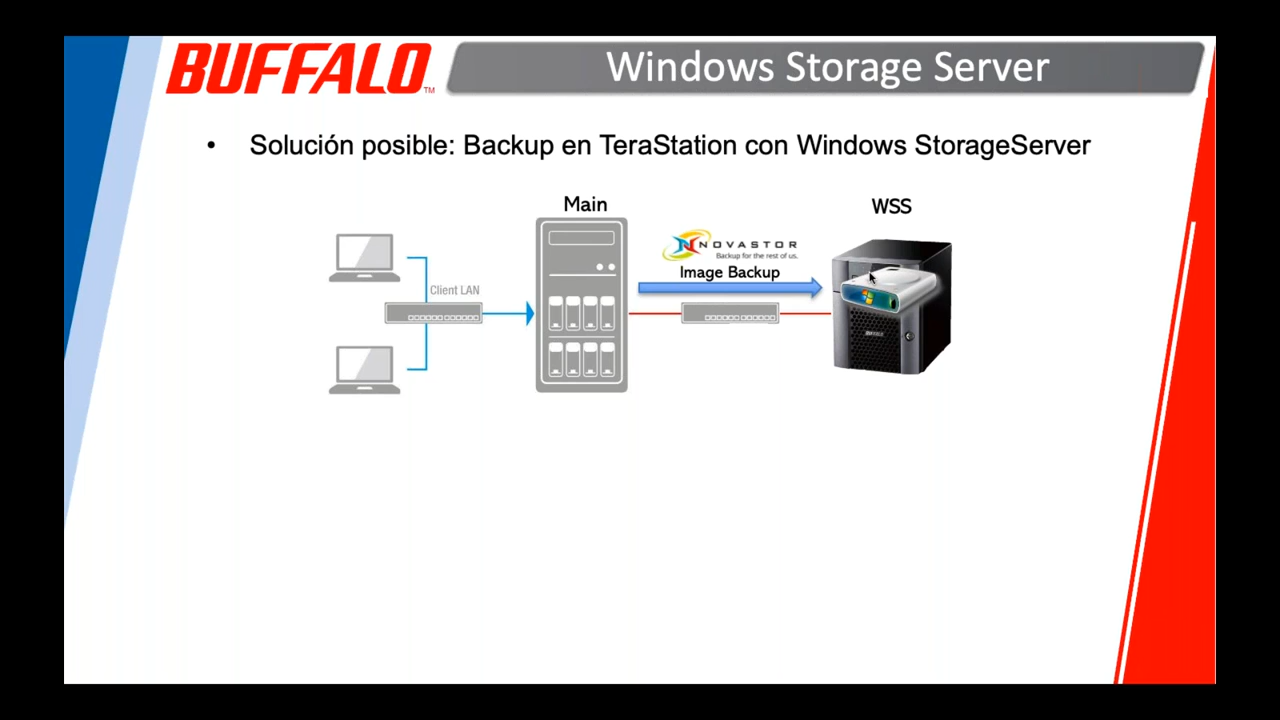 BUFFALO™
Windows Storage Server
• Solución posible: Backup en TeraStation con Windows StorageServer
Main
WSS
NOVASTOR
Backup for the rest of us.
Image Backup
Client LAN
BUFFALO